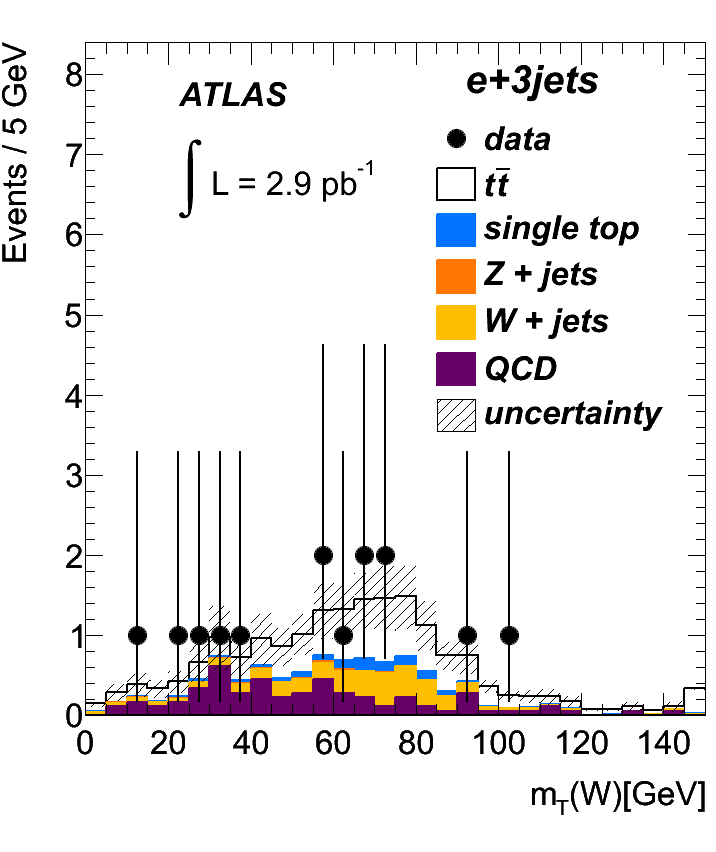 Events / 5 GeV
8
7
6
5
4
3
2
1
0
ATLAS
∫ L = 2.9 pb⁻¹
e+3jets
data
tt̄
single top
Z + jets
W + jets
QCD
uncertainty
0 20 40 60 80 100 120 140
m_T(W)[GeV]